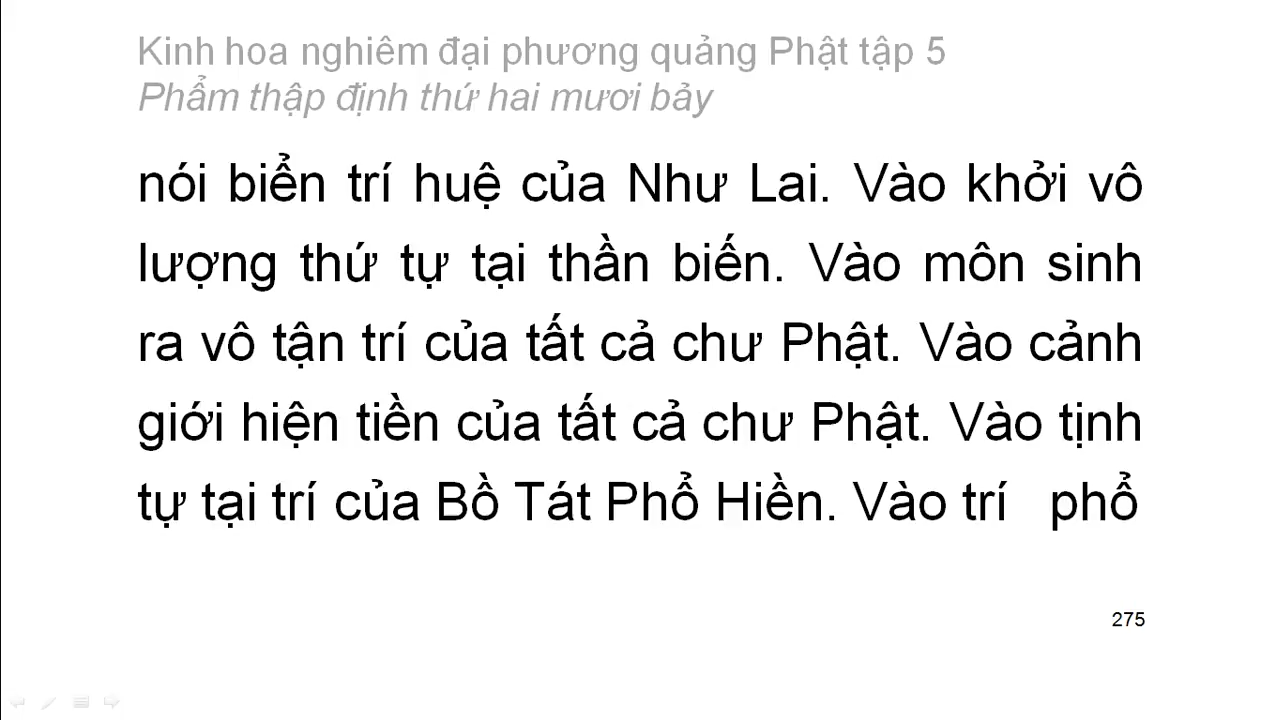 Kinh hoa nghiêm đại phương quảng Phật tập 5
Phẩm thập định thứ hai mươi bảy
nói biển trí huệ của Như Lai. Vào khởi vô
lượng thứ tự tại thần biến. Vào môn sinh
ra vô tận trí của tất cả chư Phật. Vào cảnh
giới hiện tiền của tất cả chư Phật. Vào tịnh
tự tại trí của Bồ Tát Phổ Hiền. Vào trí phổ
275